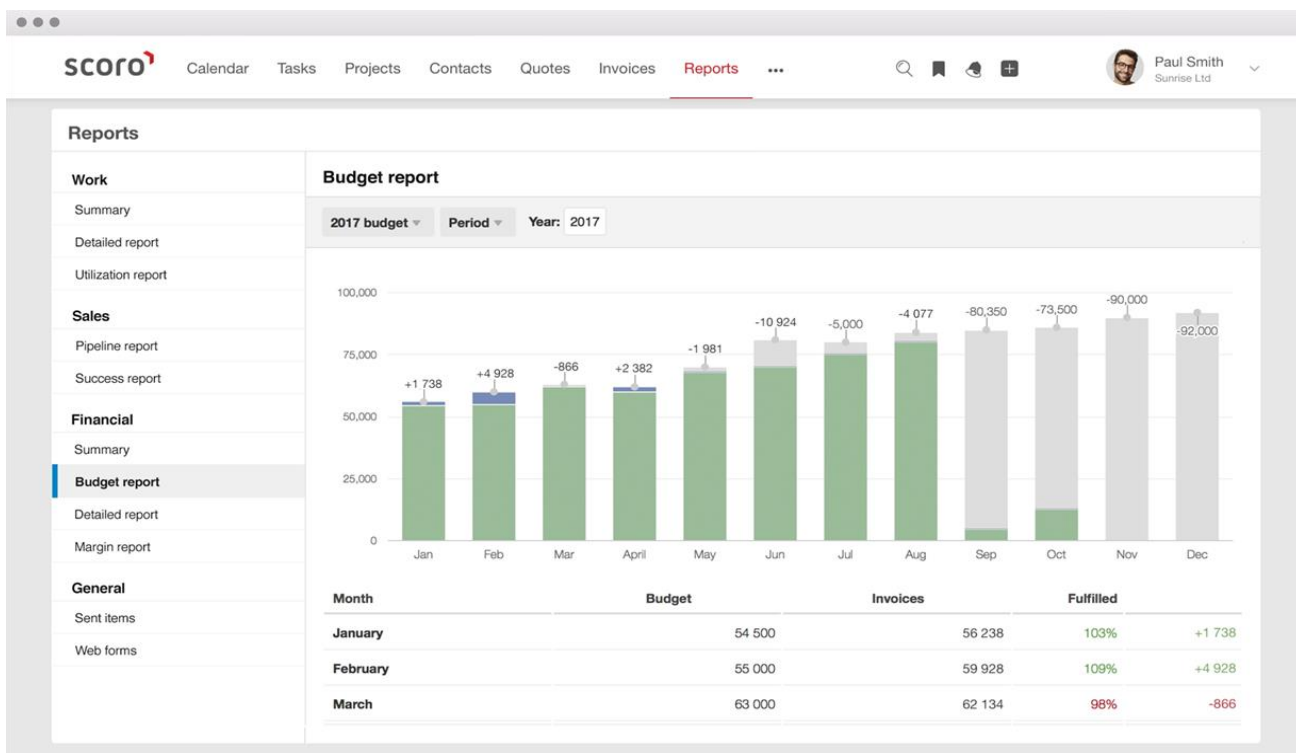 scoro Calendar Tasks Projects Contacts Quotes Invoices Reports ••• Paul Smith
Sunrise Ltd
Reports
Work
Summary
Detailed report
Utilization report
Sales
Pipeline report
Success report
Financial
Summary
Budget report
Detailed report
Margin report
General
Sent items
Web forms
Budget report
2017 budget Period Year: 2017
100,000
75,000
50,000
25,000
0
+1 738
+4 928
-866
+2 382
-1 981
-10 924
-5,000
-4 077
-80,350
-73,500
-90,000
-92,000
Jan Feb Mar April May Jun Jul Aug Sep Oct Nov Dec
Month Budget Invoices Fulfilled
January 54 500 56 238 103% +1 738
February 55 000 59 928 109% +4 928
March 63 000 62 134 98% -866